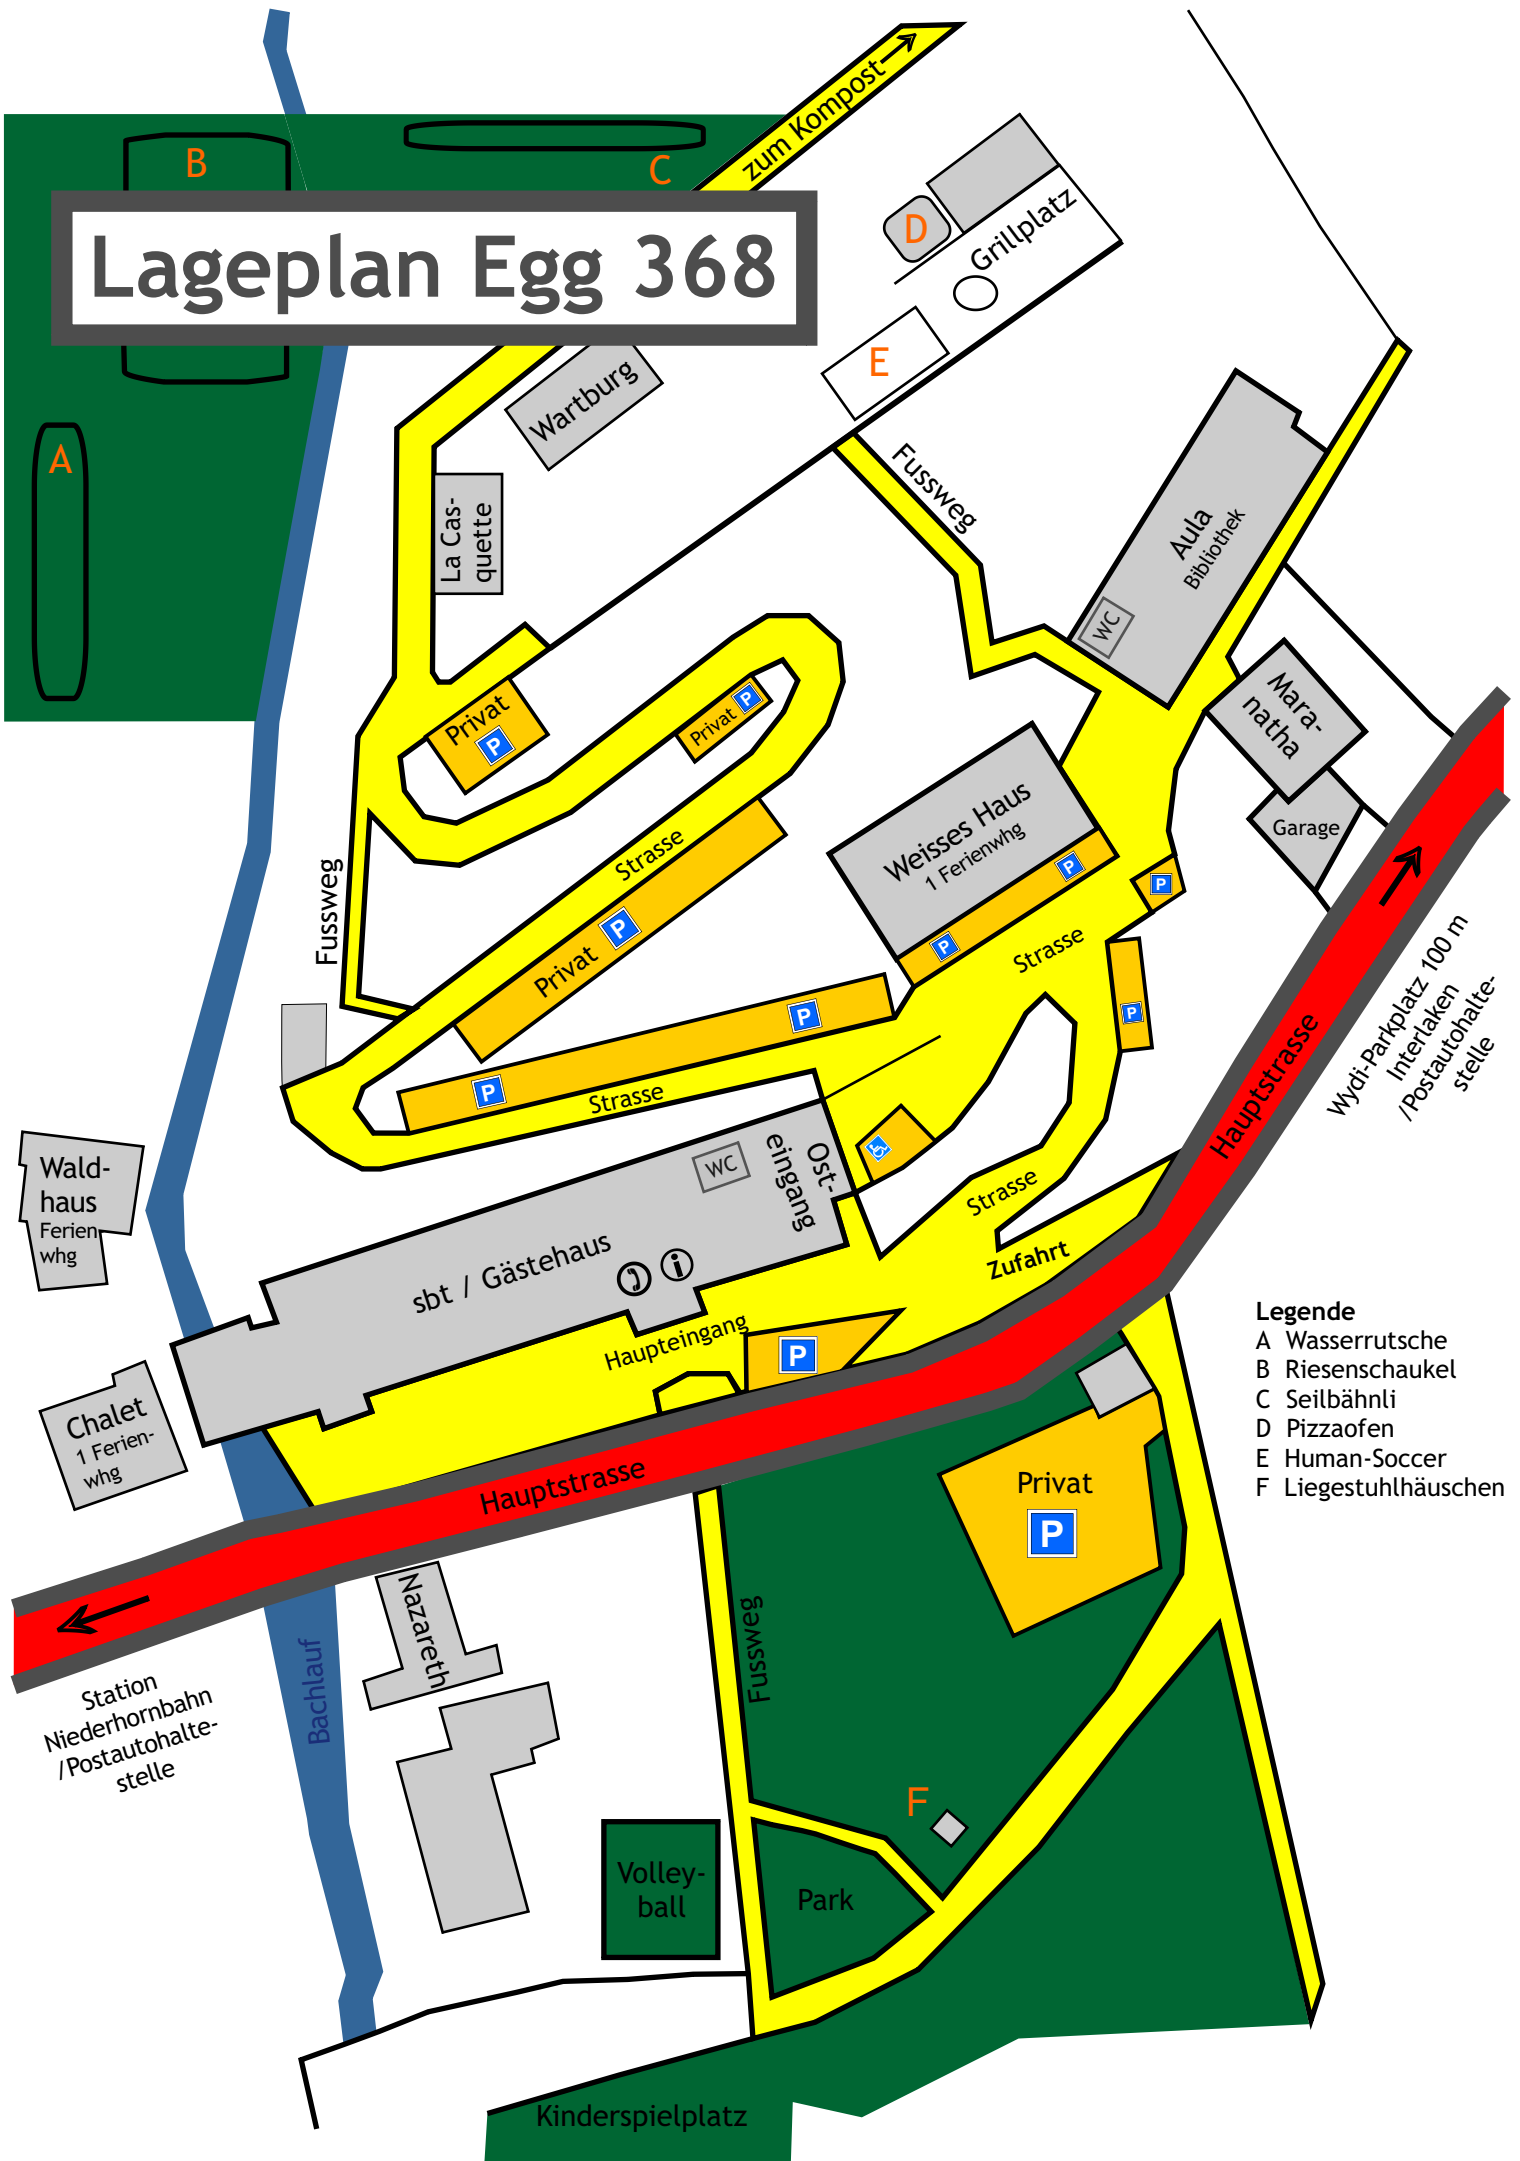 zum Kompost
B
C
D
Grillplatz
Lageplan Egg 368
E
Wartburg
A
Fussweg
La Cas-
quette
Aula
Bibliothek
WC
Privat
P
Privat
P
Mara-
natha
Garage
Weisses Haus
1 Ferienwhg
P
P
P
Strasse
Fussweg
Privat
P
Strasse
P
P
P
Strasse
Hauptstrasse
Wydi-Parkplatz 100 m
Interlaken
/Postautohalte-
stelle
Wald-
haus
Ferien
whg
WC
Ost-
eingang
Strasse
Zufahrt
sbt / Gästehaus
i
Haupteingang
P
Chalet
1 Ferien-
whg
Legende
A Wasserrutsche
B Riesenschaukel
C Seilbähnli
D Pizzaofen
E Human-Soccer
F Liegestuhlhäuschen
Hauptstrasse
Privat
P
Nazareth
Fussweg
Bachlauf
Station
Niederhornbahn
/Postautohalte-
stelle
F
Volley-
ball
Park
Kinderspielplatz